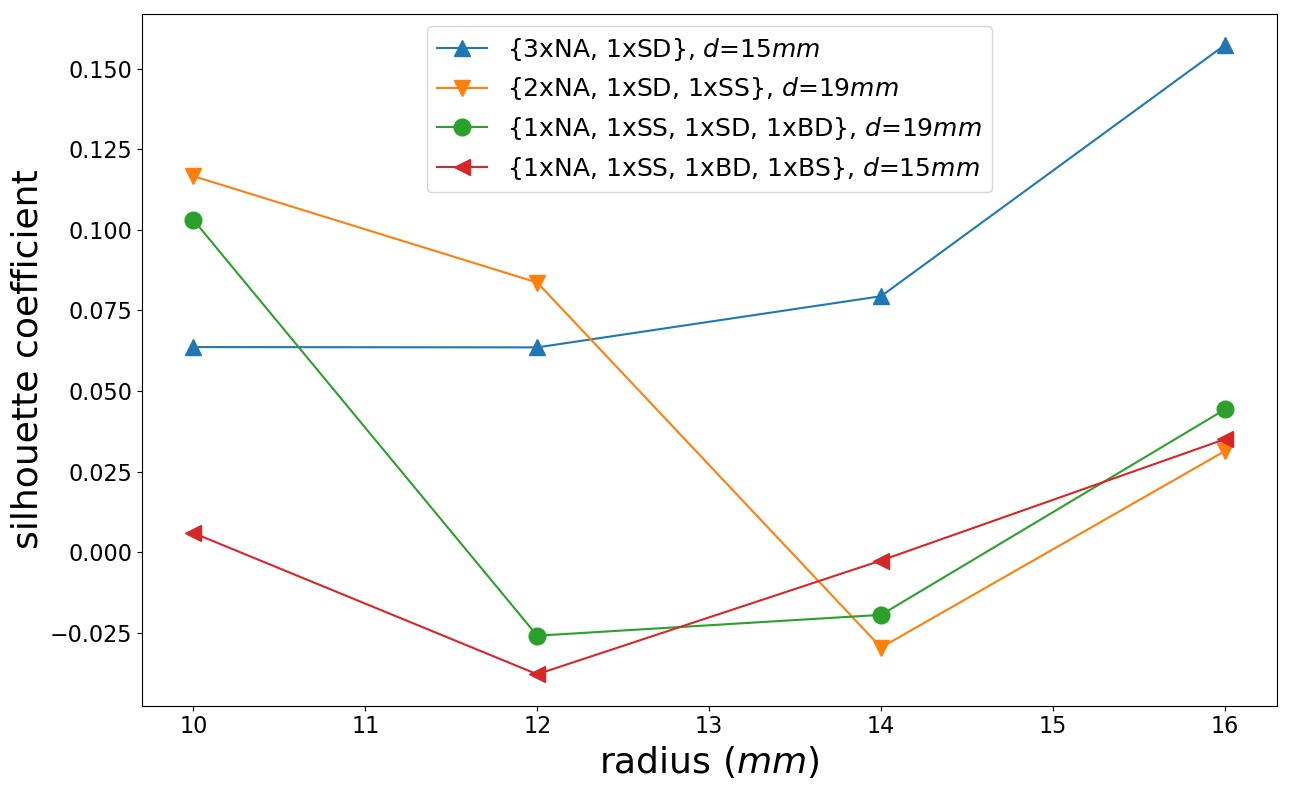 {3xNA, 1xSD}, d=15mm
{2xNA, 1xSD, 1xSS}, d=19mm
{1xNA, 1xSS, 1xSD, 1xBD}, d=19mm
{1xNA, 1xSS, 1xBD, 1xBS}, d=15mm
silhouette coefficient
0.150
0.125
0.100
0.075
0.050
0.025
0.000
−0.025
10 11 12 13 14 15 16
radius (mm)